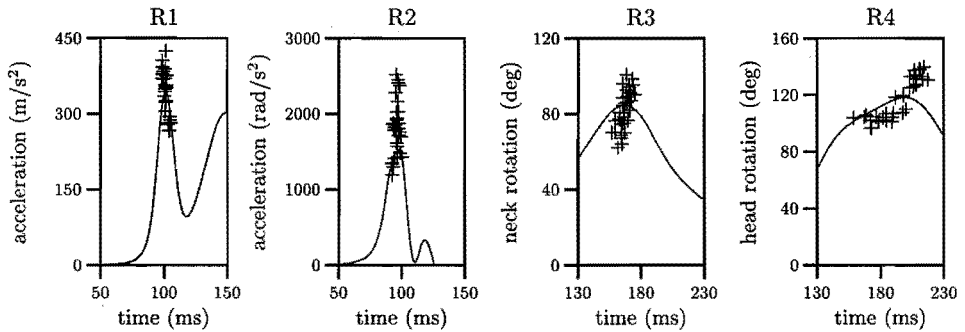 R1
R2
R3
R4
acceleration (m/s²)
450
300
150
0
50
100
150
time (ms)
acceleration (rad/s²)
3000
2000
1000
0
50
100
150
time (ms)
neck rotation (deg)
120
80
40
0
130
180
230
time (ms)
head rotation (deg)
160
120
80
40
0
130
180
230
time (ms)